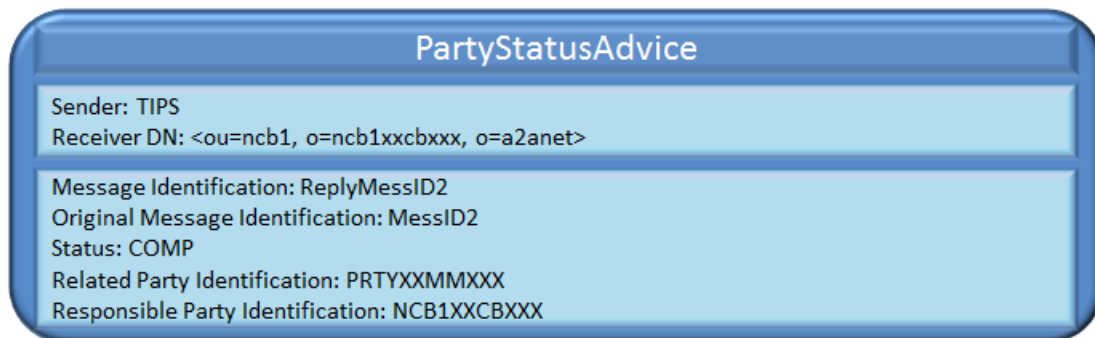 PartyStatusAdvice
Sender: TIPS
Receiver DN: <ou=ncb1, o=ncb1xxcbxxx, o=a2anet>
Message Identification: ReplyMessID2
Original Message Identification: MessID2
Status: COMP
Related Party Identification: PRTYXXMMXXX
Responsible Party Identification: NCB1XXCBXXX